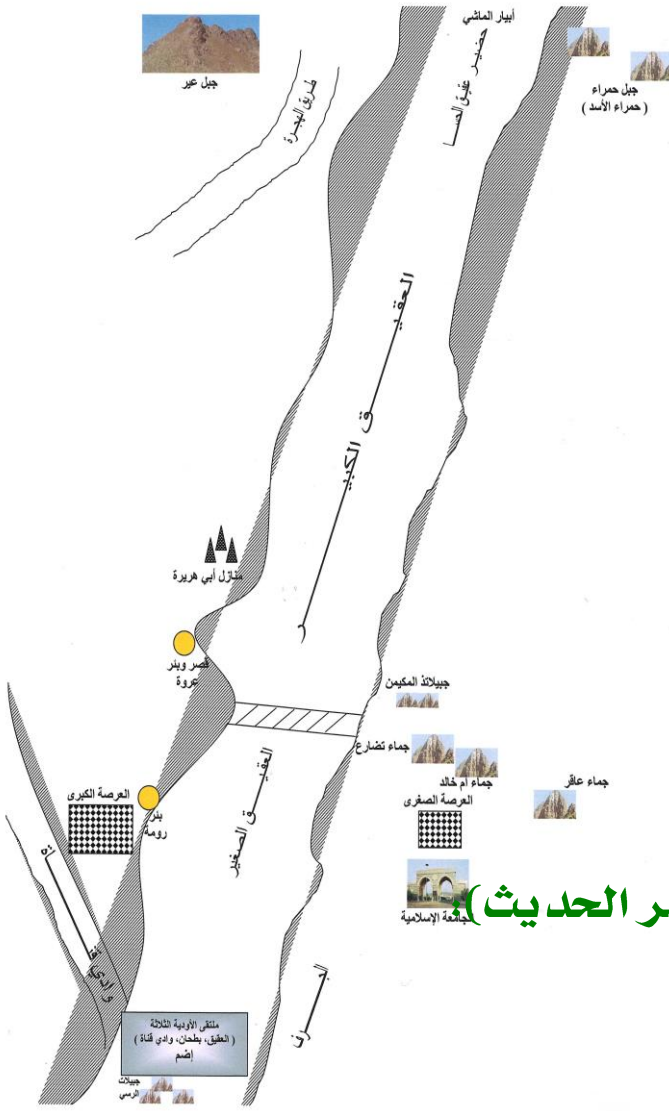 أبيار الماشي
حضير عقيق الحسا
جبل عير
جبل حمراء
( حمراء الأسد )
طريق الهجرة
العقيق الكبير
منازل أبي هريرة
قصر وبئر
عروة
جبيلاتذ المكيمن
جماء تضارع
جماء أم خالد
جماء عاقر
العقيق الصغير
العرصة الكبرى
بئر
رومة
العرصة الصغرى
الجامعة الإسلامية
ر الحديث):
وادي قناة
الجرف
ملتقى الأودية الثلاثة
( العقيق، بطحان، وادي قناة )
إضم
جبيلات
الرسي